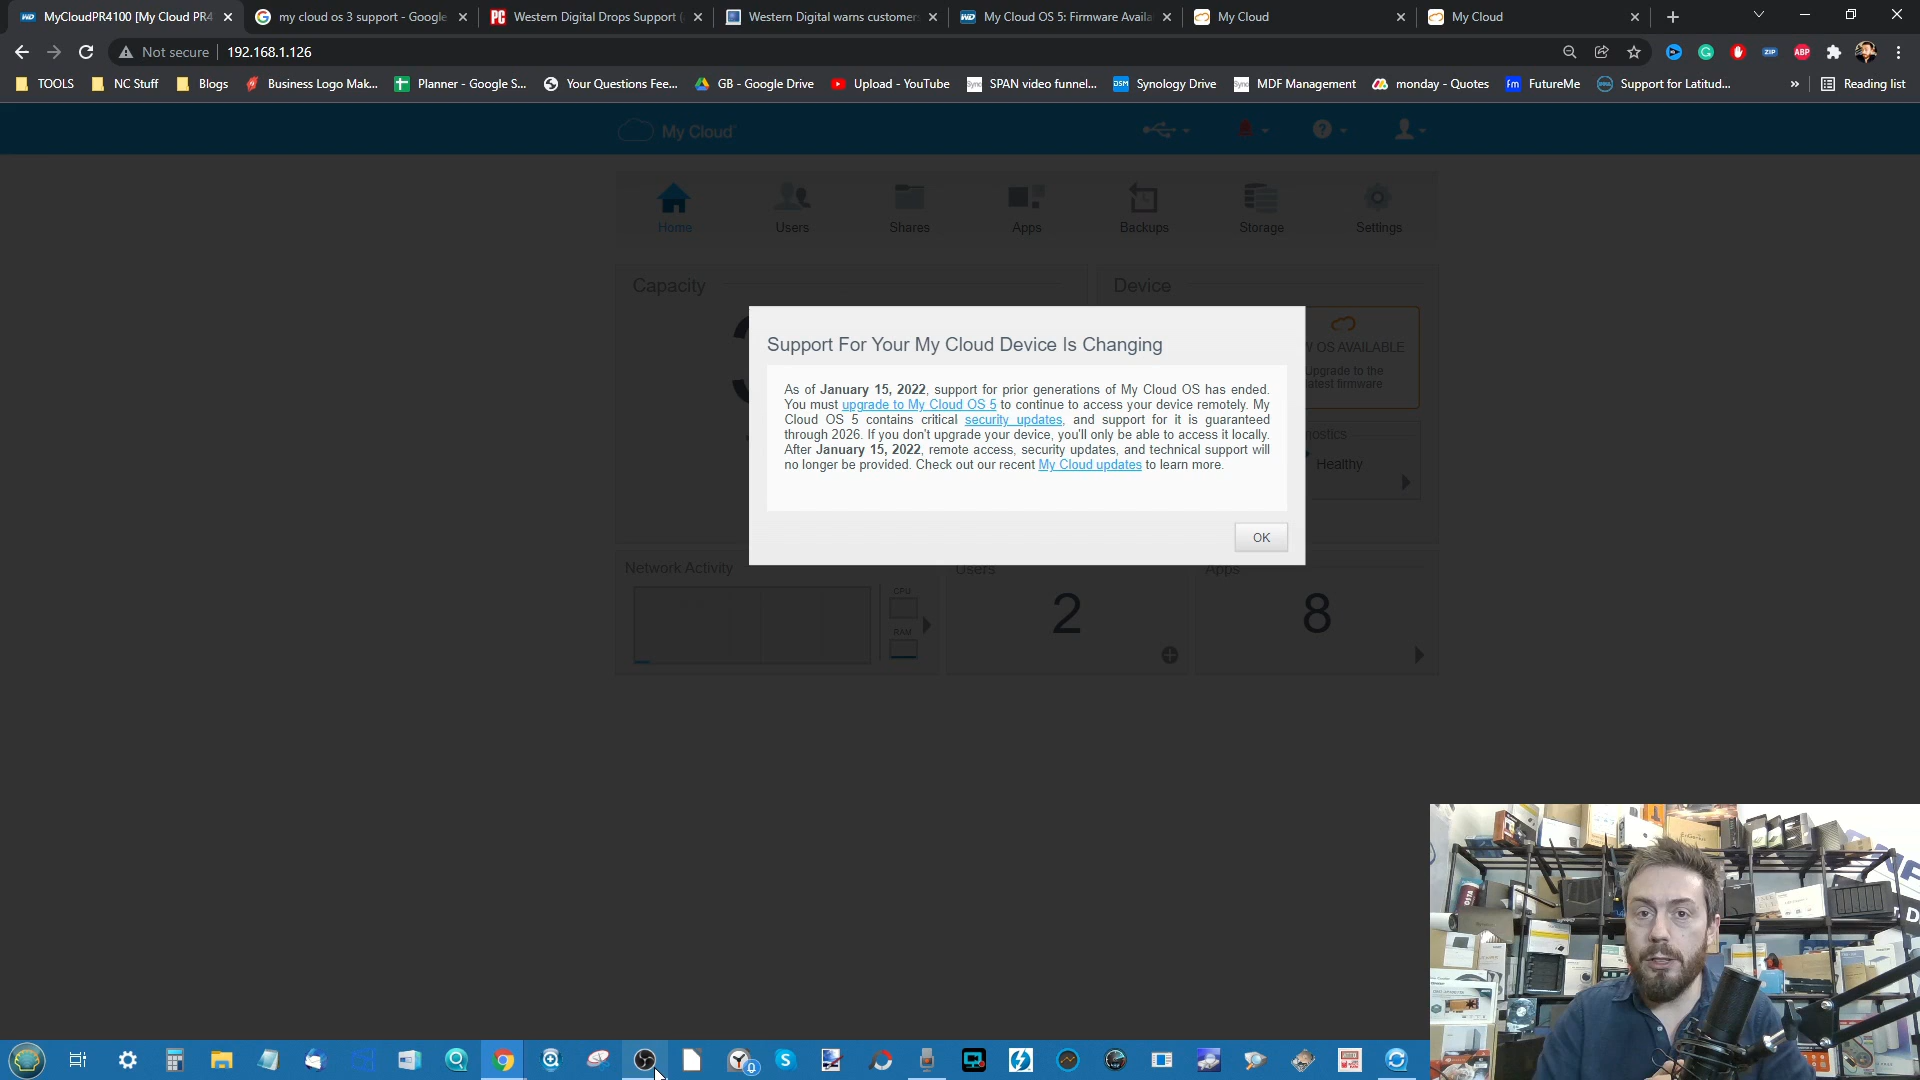 MyCloudPR4100 [My Cloud PR4
my cloud os 3 support - Google
Western Digital Drops Support
Western Digital warns customer
My Cloud OS 5: Firmware Availa
My Cloud
My Cloud
Not secure
192.168.1.126
TOOLS
NC Stuff
Blogs
Business Logo Mak...
Planner - Google S...
Your Questions Fee...
GB - Google Drive
Upload - YouTube
SPAN video funnel...
Synology Drive
MDF Management
monday - Quotes
FutureMe
Support for Latitud...
Reading list
My Cloud
Home
Users
Shares
Apps
Backups
Storage
Settings
Capacity
Device
OS AVAILABLE
Upgrade to the
latest firmware
Healthy
Support For Your My Cloud Device Is Changing
As of January 15, 2022, support for prior generations of My Cloud OS has ended.
You must upgrade to My Cloud OS 5 to continue to access your device remotely. My
Cloud OS 5 contains critical security updates, and support for it is guaranteed
through 2026. If you don't upgrade your device, you'll only be able to access it locally.
After January 15, 2022, remote access, security updates, and technical support will
no longer be provided. Check out our recent My Cloud updates to learn more.
OK
Network Activity
CPU
RAM
Users
2
Apps
8